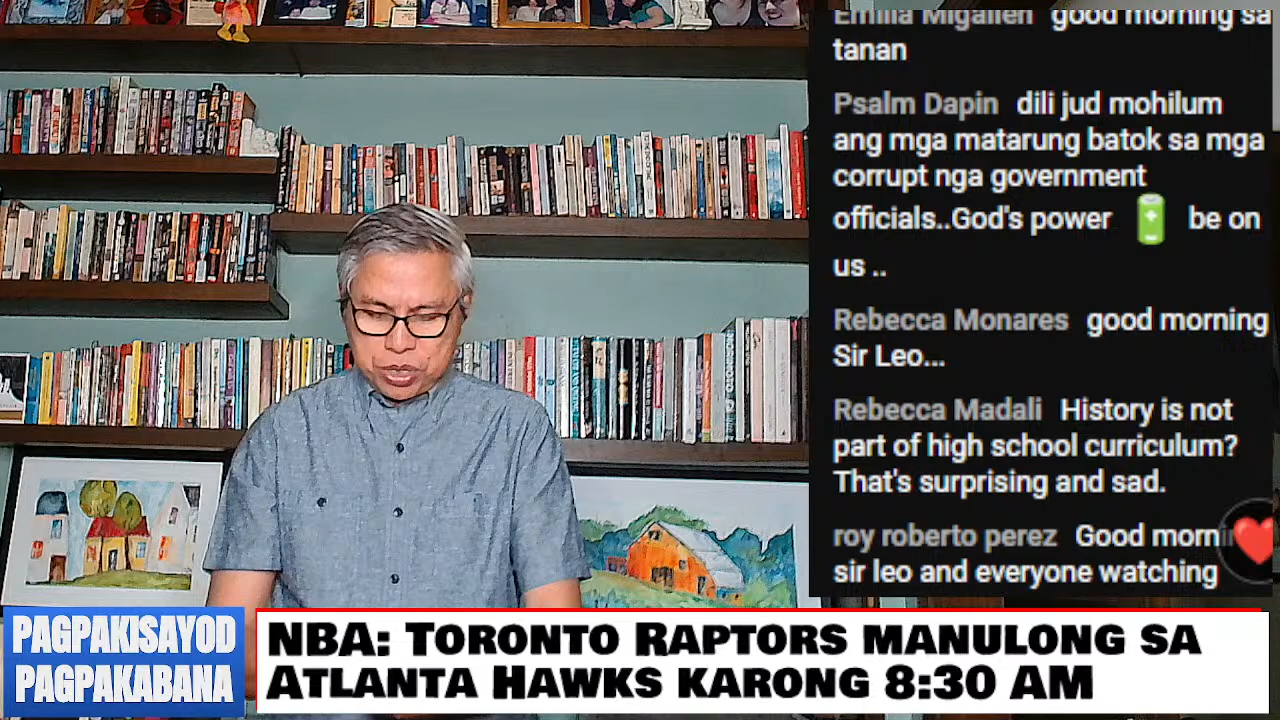 Emilia Migallen good morning sa
tanan
Psalm Dapin dili jud mohilum
ang mga matarung batok sa mga
corrupt nga government
officials..God's power be on
us ..
Rebecca Monares good morning
Sir Leo...
Rebecca Madali History is not
part of high school curriculum?
That's surprising and sad.
roy roberto perez Good
sir leo and everyone watching
PAGPAKISAYOD
PAGPAKABANA
NBA: TORONTO RAPTORS MANULONG SA
ATLANTA HAWKS KARONG 8:30 AM